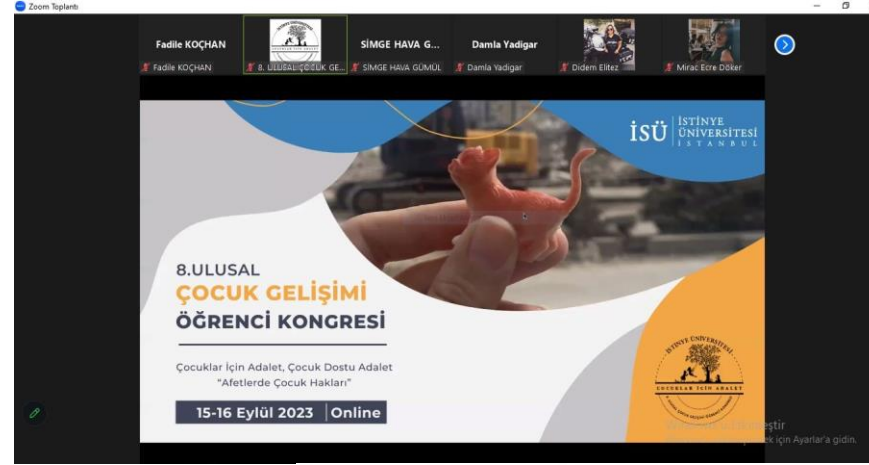 Zoom Toplantı
Fadile KOÇHAN
SİMGE HAVA G...
Damla Yadigar
Fadile KOÇHAN
8. ULUSAL ÇOCUK GE...
SİMGE HAVA GÜMÜL
Damla Yadigar
Didem Elitez
Mirac Ecre Döker
İSÜ
İSTİNYE
ÜNİVERSİTESİ
İSTANBUL
8.ULUSAL
ÇOCUK GELİŞİMİ
ÖĞRENCİ KONGRESİ
Çocuklar İçin Adalet, Çocuk Dostu Adalet
“Afetlerde Çocuk Hakları”
15-16 Eylül 2023 |Online
İSTİNYE ÜNİVERSİTESİ
ÇOCUKLAR İÇİN ADALET
için Ayarlar'a gidin.